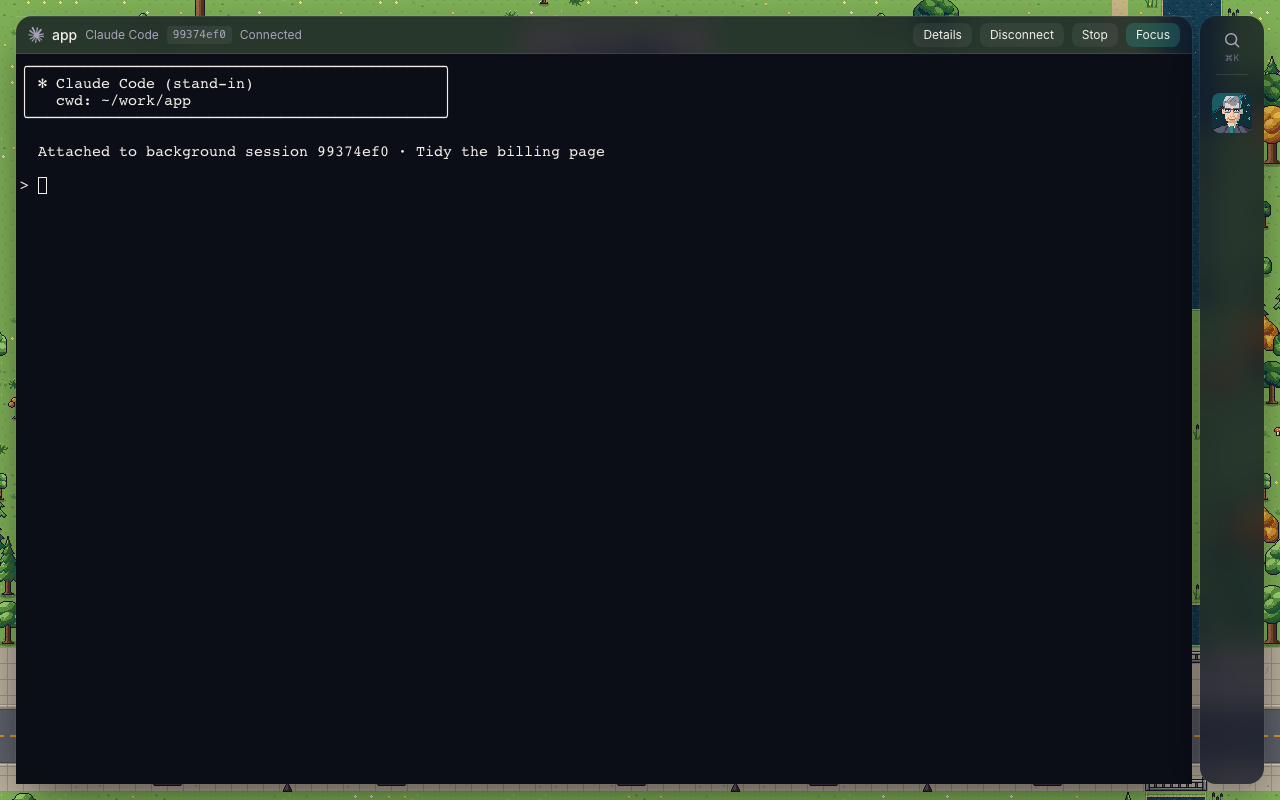 app Claude Code 99374ef0 Connected Details Disconnect Stop Focus
⌘K
✻ Claude Code (stand-in)
cwd: ~/work/app
Attached to background session 99374ef0 · Tidy the billing page
>